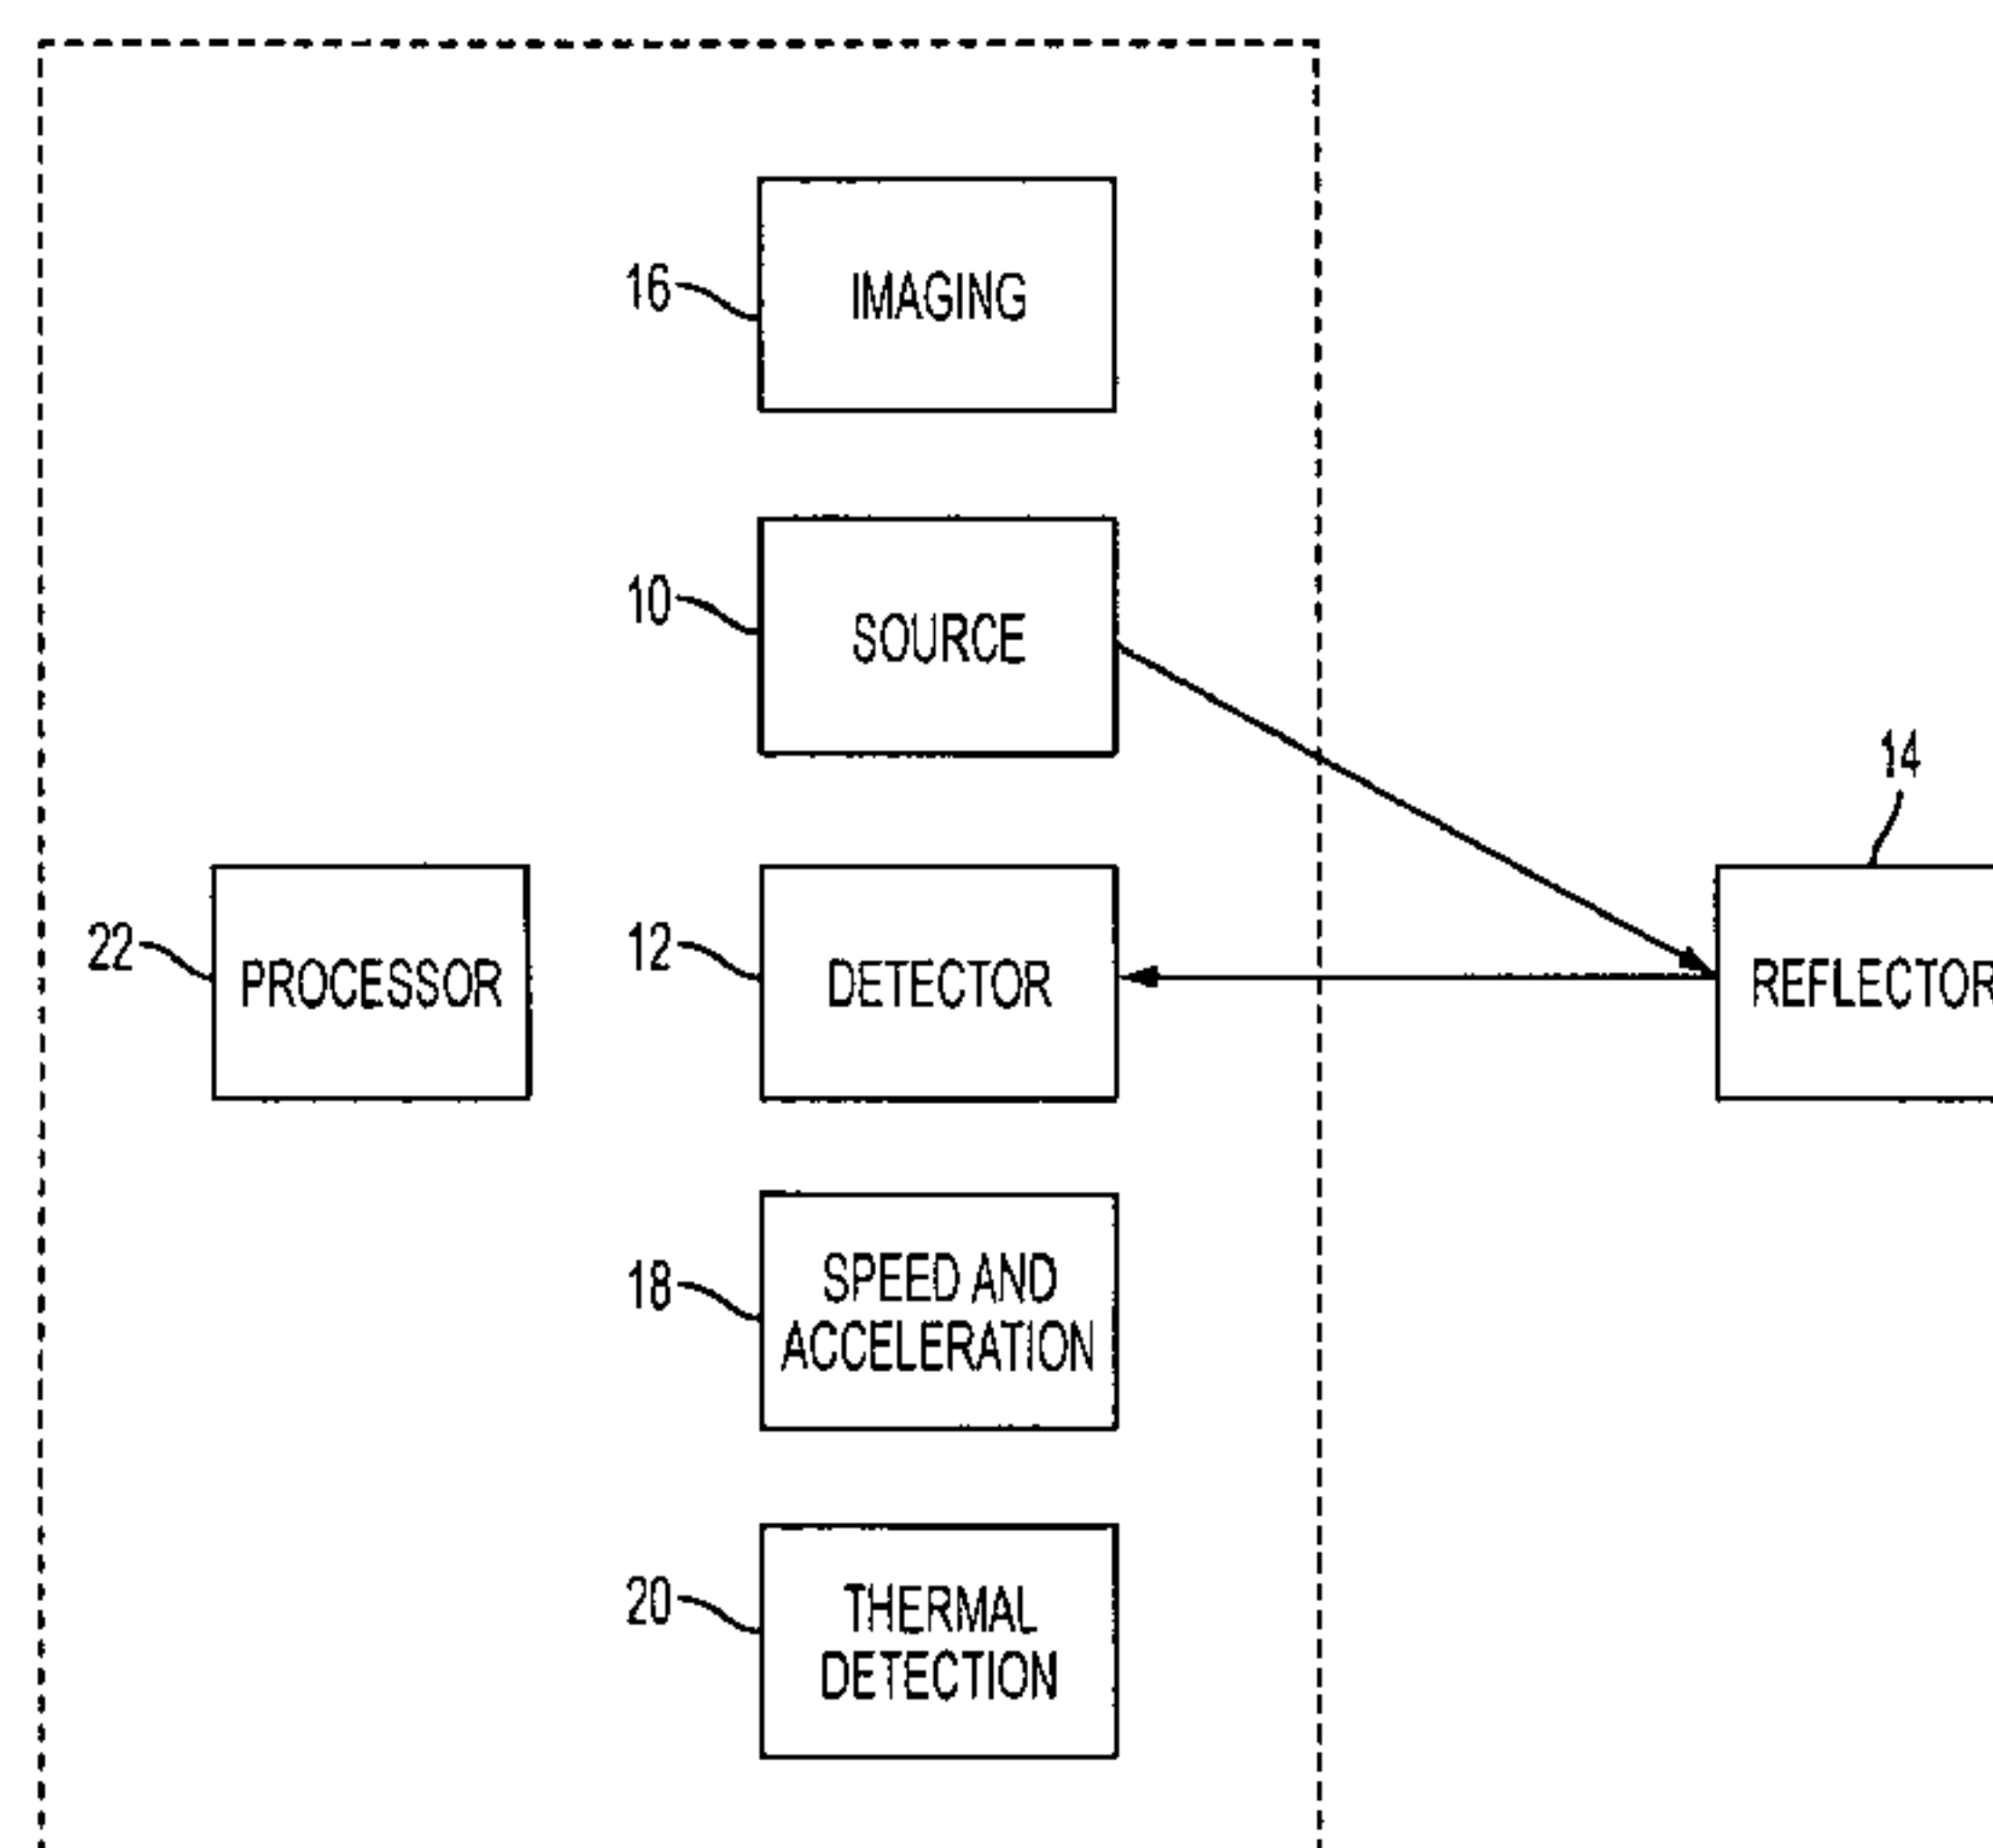 16
IMAGING
10
SOURCE
14
22
PROCESSOR
12
DETECTOR
REFLECTOR
18
SPEED AND
ACCELERATION
20
THERMAL
DETECTION